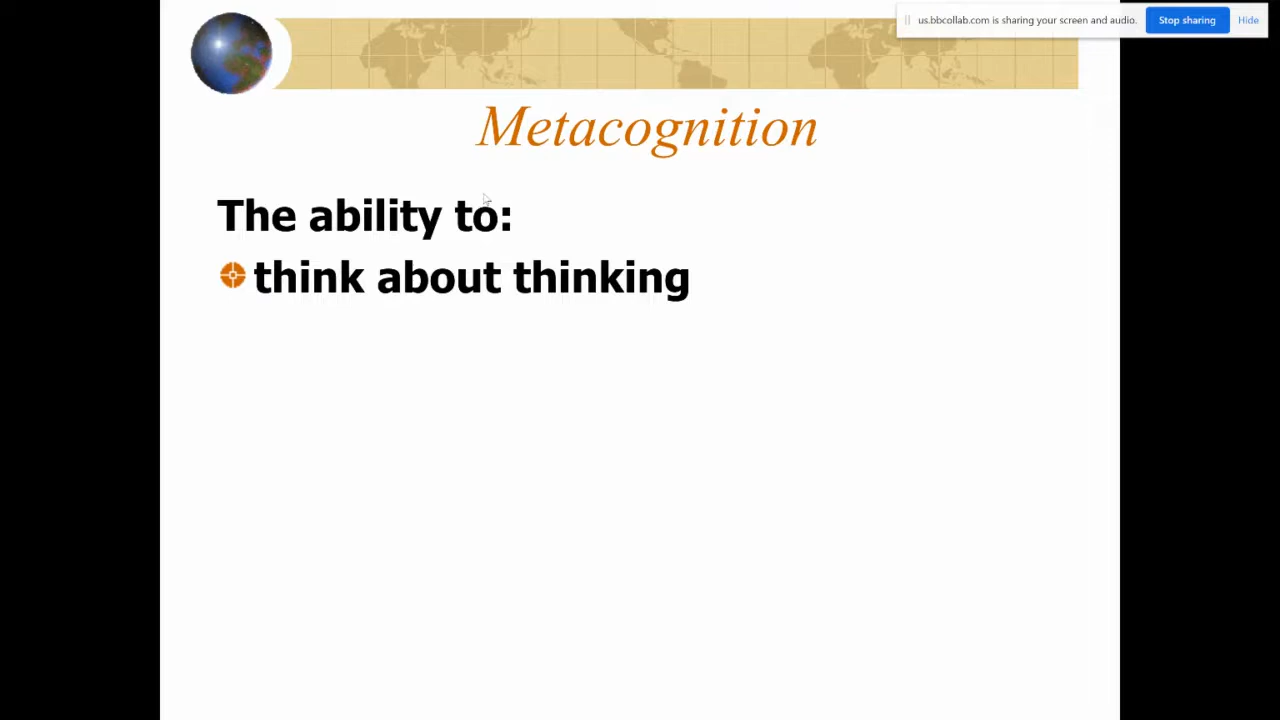 us.bbcollab.com is sharing your screen and audio. Stop sharing Hide
Metacognition
The ability to:
think about thinking